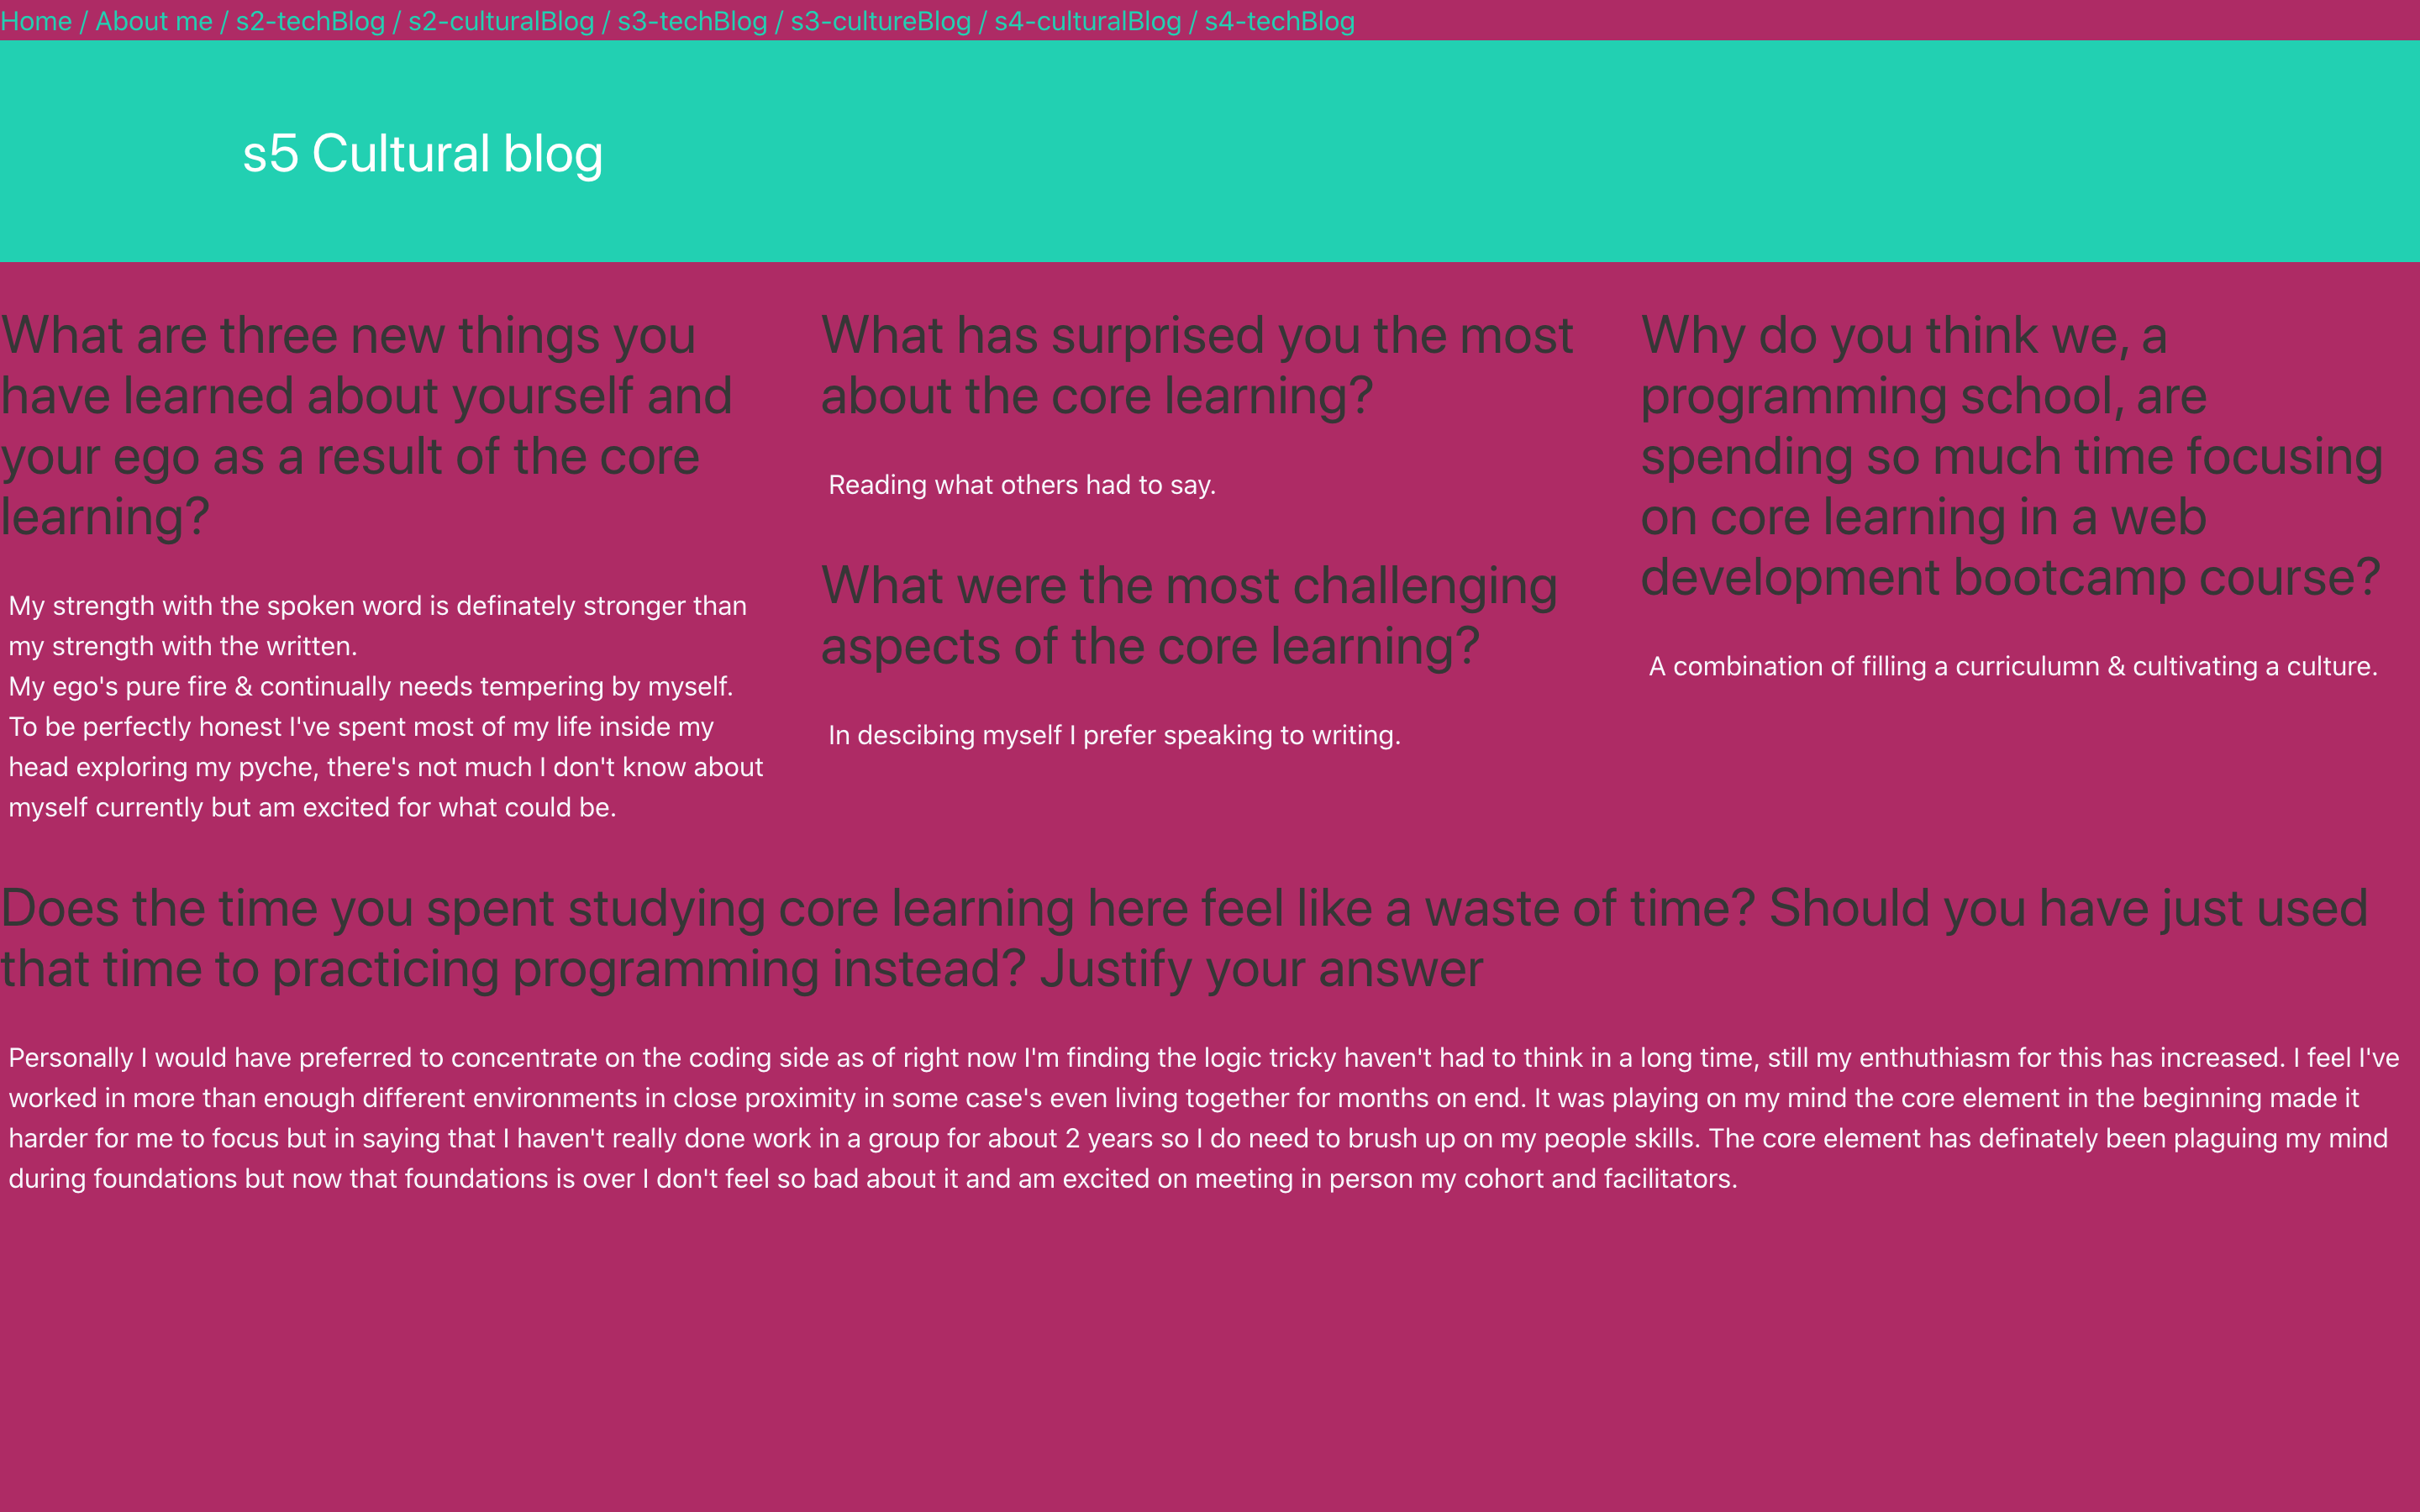 Home / About me / s2-techBlog / s2-culturalBlog / s3-techBlog / s3-cultureBlog / s4-culturalBlog / s4-techBlog
s5 Cultural blog
What are three new things you
have learned about yourself and
your ego as a result of the core
learning?
My strength with the spoken word is definately stronger than
my strength with the written.
My ego's pure fire & continually needs tempering by myself.
To be perfectly honest I've spent most of my life inside my
head exploring my pyche, there's not much I don't know about
myself currently but am excited for what could be.
What has surprised you the most
about the core learning?
Reading what others had to say.
What were the most challenging
aspects of the core learning?
In descibing myself I prefer speaking to writing.
Why do you think we, a
programming school, are
spending so much time focusing
on core learning in a web
development bootcamp course?
A combination of filling a curriculumn & cultivating a culture.
Does the time you spent studying core learning here feel like a waste of time? Should you have just used
that time to practicing programming instead? Justify your answer
Personally I would have preferred to concentrate on the coding side as of right now I'm finding the logic tricky haven't had to think in a long time, still my enthuthiasm for this has increased. I feel I've
worked in more than enough different environments in close proximity in some case's even living together for months on end. It was playing on my mind the core element in the beginning made it
harder for me to focus but in saying that I haven't really done work in a group for about 2 years so I do need to brush up on my people skills. The core element has definately been plaguing my mind
during foundations but now that foundations is over I don't feel so bad about it and am excited on meeting in person my cohort and facilitators.